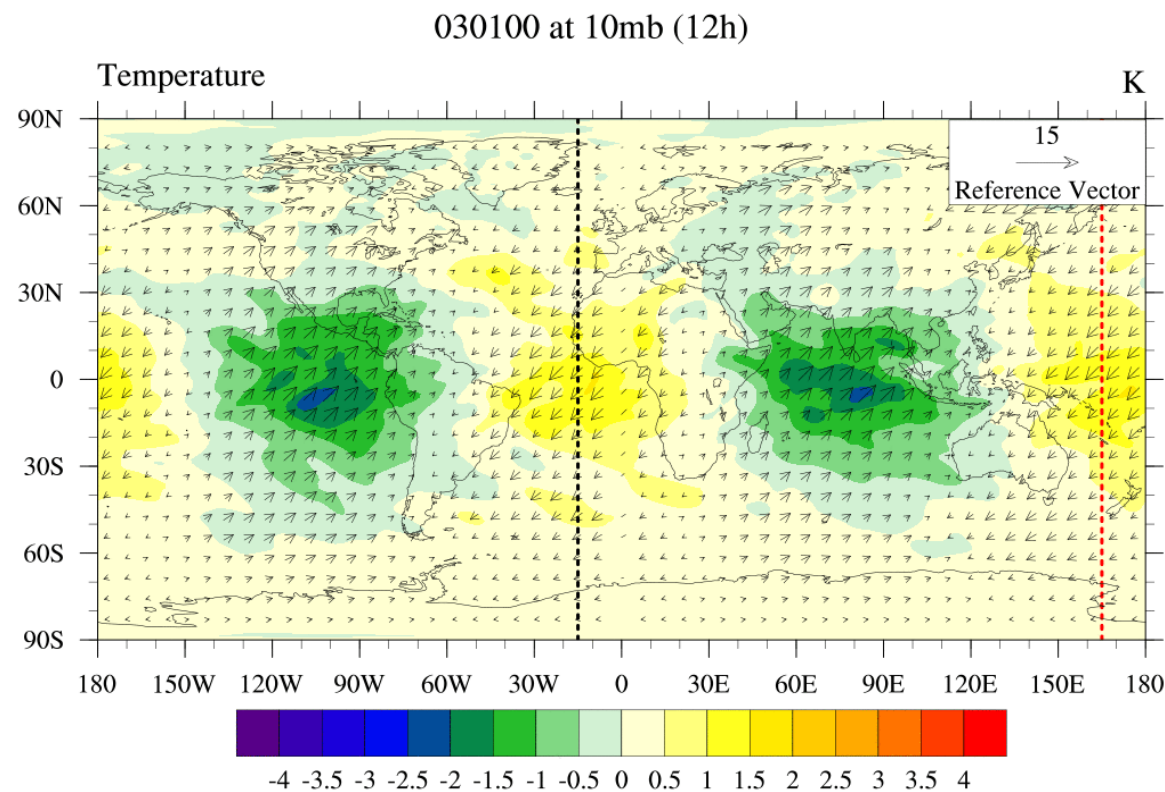 030100 at 10mb (12h)
Temperature K
90N
60N
30N
0
30S
60S
90S
15
Reference Vector
180 150W 120W 90W 60W 30W 0 30E 60E 90E 120E 150E 180
-4 -3.5 -3 -2.5 -2 -1.5 -1 -0.5 0 0.5 1 1.5 2 2.5 3 3.5 4